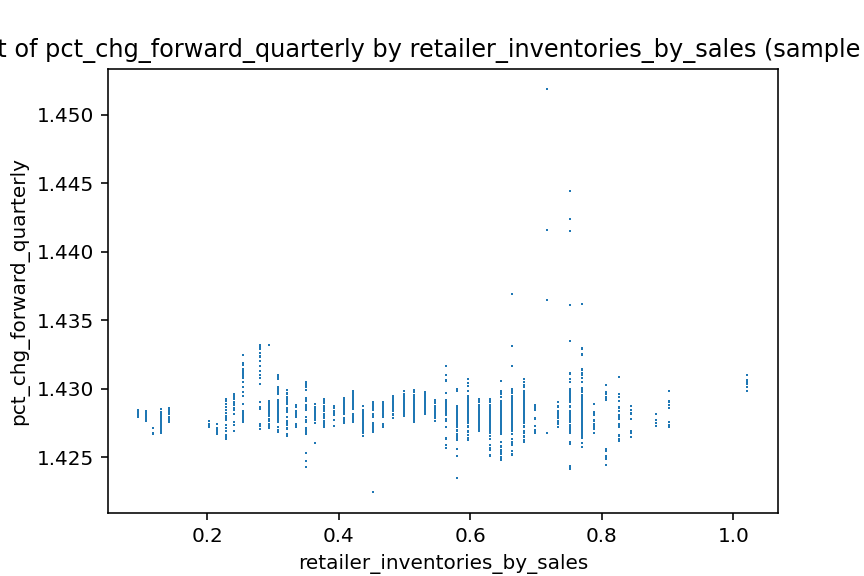 t of pct_chg_forward_quarterly by retailer_inventories_by_sales (sample
1.450
1.445
1.440
1.435
1.430
1.425
pct_chg_forward_quarterly
0.2 0.4 0.6 0.8 1.0
retailer_inventories_by_sales